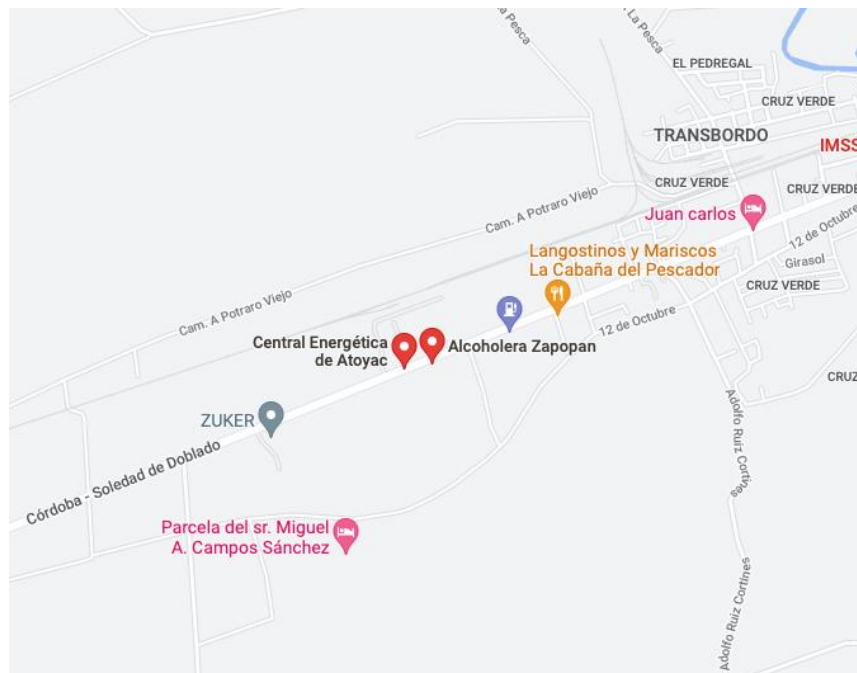 La Pesca
La Pesca
EL PEDREGAL
CRUZ VERDE
TRANSBORDO
IMSS
CRUZ VERDE
CRUZ VERDE
Cam. A Potraro Viejo
Juan carlos
12 de Octubre
Langostinos y Mariscos
La Cabaña del Pescador
Girasol
CRUZ VERDE
Cam. A Potraro Viejo
12 de Octubre
Central Energética
de Atoyac
Alcoholera Zapopan
CRUZ
ZUKER
Adolfo Ruiz Cortines
Córdoba - Soledad de Doblado
Parcela del sr. Miguel
A. Campos Sánchez
Adolfo Ruiz Cortines